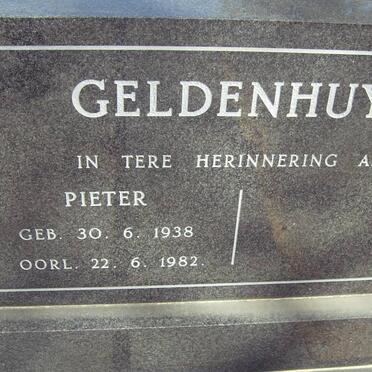 GELDENHUY
IN TERE HERINNERING A
PIETER
GEB. 30. 6. 1938
OORL. 22. 6. 1982.